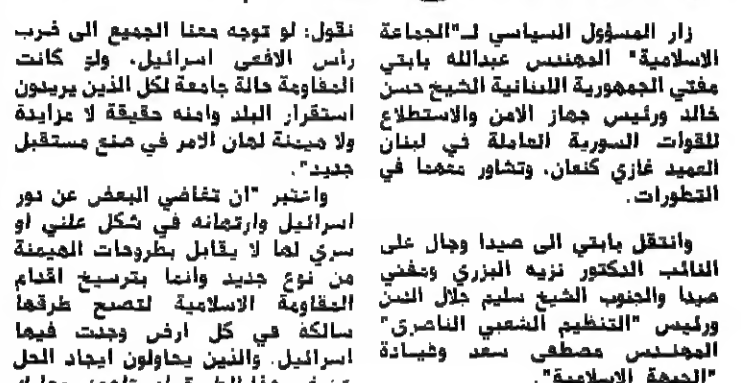 زار المسؤول السياسي لـ"الجماعة
الاسلامية" المهندس عبدالله بابتي
مفتي الجمهورية اللبنانية الشيخ حسن
خالد ورئيس جهاز الامن والاستطلاع
للقوات السورية العاملة في لبنان
العميد غازي كنعان، وتشاور معهما في
التطورات.
وانتقل بابتي الى صيدا وجال على
النائب الدكتور نزيه البزري ومفتي
صيدا والجنوب الشيخ سليم جلال الدين
ورئيس "التنظيم الشعبي الناصري"
المهندس مصطفى سعد وقيادة
"الجبهة الاسلامية".
نقول: لو توجه معنا الجميع الى ضرب
رأس الافعى اسرائيل، ولو كانت
المقاومة حالة جامعة لكل الذين يريدون
استقرار البلد وامنه حقيقة لا مزايدة
ولا هيمنة لهان الامر في صنع مستقبل
جديد".
واعتبر "ان تغاضي البعض عن دور
اسرائيل وارتهانه في شكل علني او
سري لها لا يقابل بطروحات الهيمنة
من نوع جديد وانما بترسيخ اقدام
المقاومة الاسلامية لتصبح طرقها
سالكة في كل ارض وجدت فيها
اسرائيل. والذين يحاولون ايجاد الحل